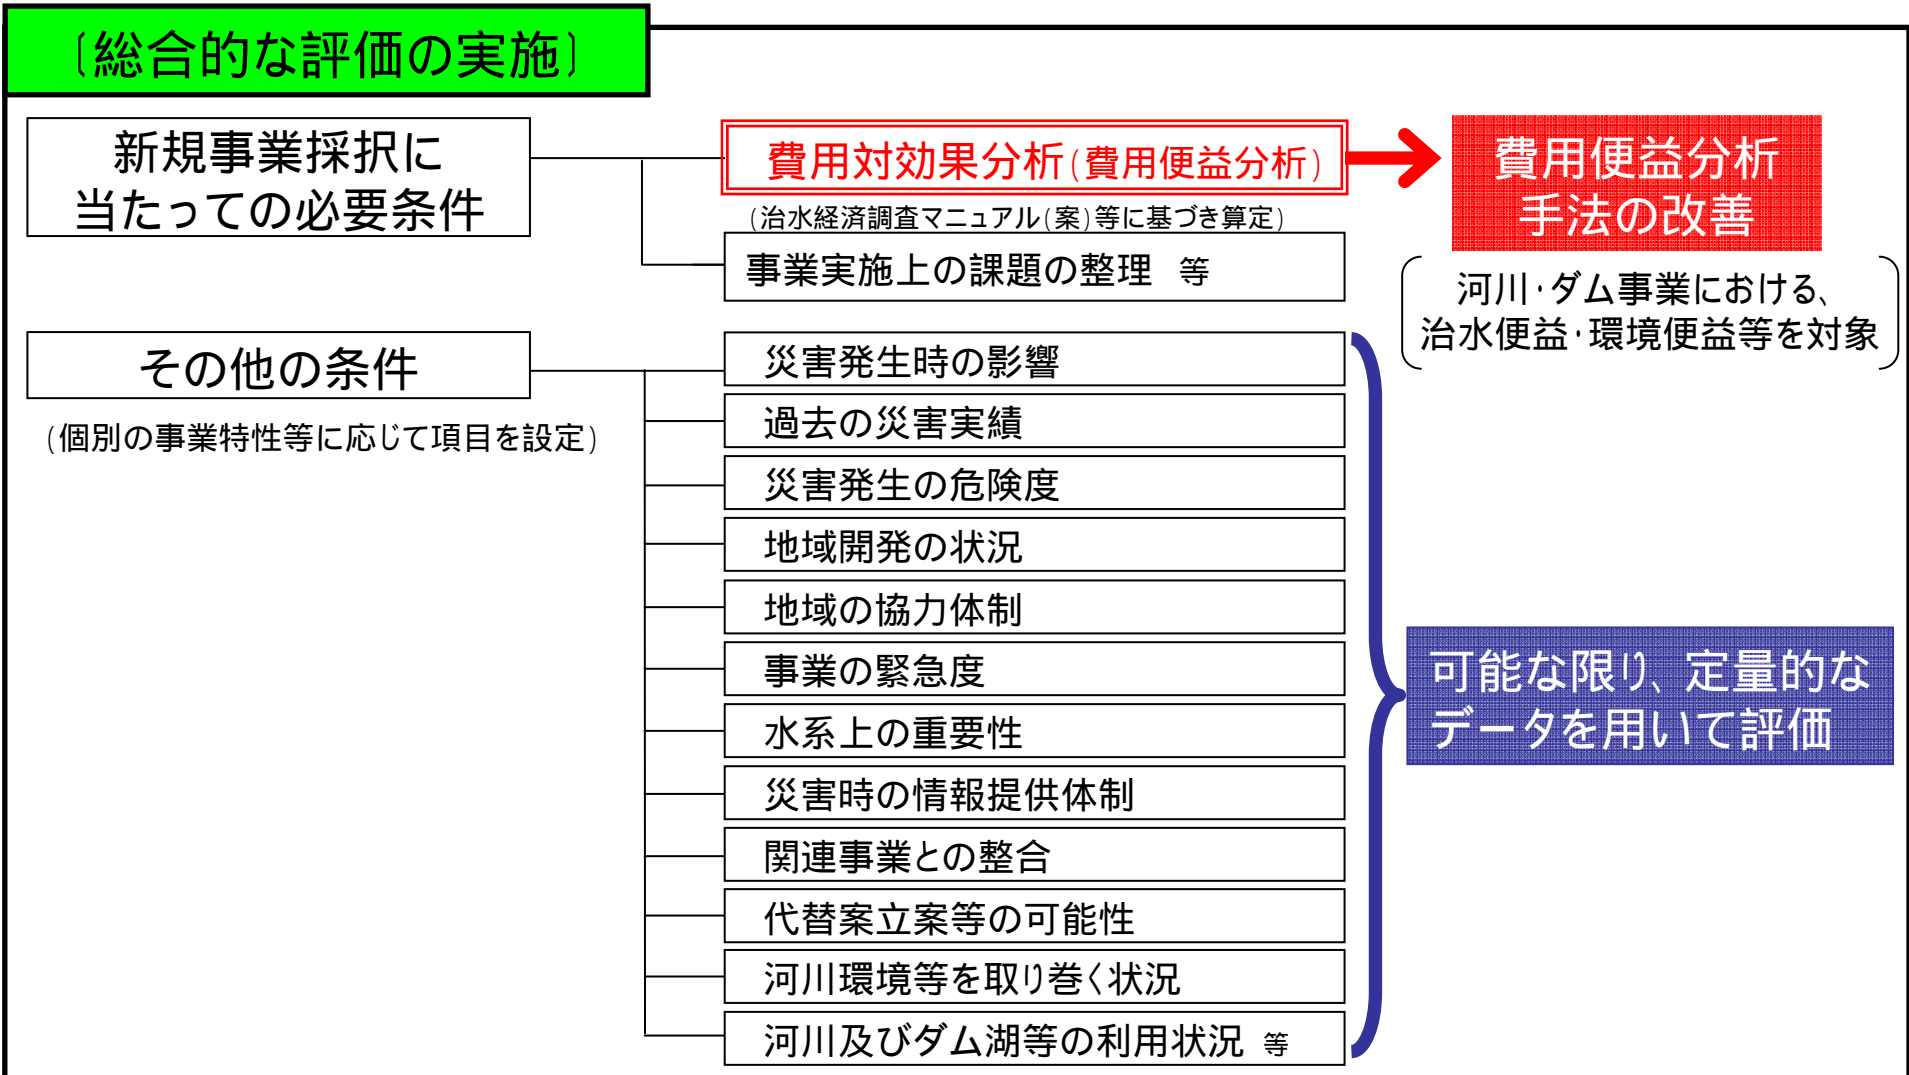 〔総合的な評価の実施〕
新規事業採択に
当たっての必要条件
費用対効果分析(費用便益分析)
(治水経済調査マニュアル(案)等に基づき算定)
事業実施上の課題の整理 等
費用便益分析
手法の改善
河川・ダム事業における、
治水便益・環境便益等を対象
その他の条件
(個別の事業特性等に応じて項目を設定)
災害発生時の影響
過去の災害実績
災害発生の危険度
地域開発の状況
地域の協力体制
事業の緊急度
水系上の重要性
災害時の情報提供体制
関連事業との整合
代替案立案等の可能性
河川環境等を取り巻く状況
河川及びダム湖等の利用状況 等
可能な限り、定量的な
データを用いて評価